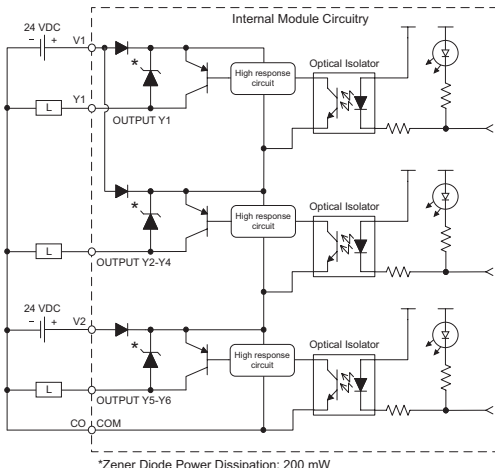 Internal Module Circuitry
24 VDC
− + V1
*
High response
circuit
Optical Isolator
L Y1
OUTPUT Y1
*
High response
circuit
Optical Isolator
L
OUTPUT Y2-Y4
24 VDC
− + V2
*
High response
circuit
Optical Isolator
L
OUTPUT Y5-Y6
CO COM
*Zener Diode Power Dissipation: 200 mW